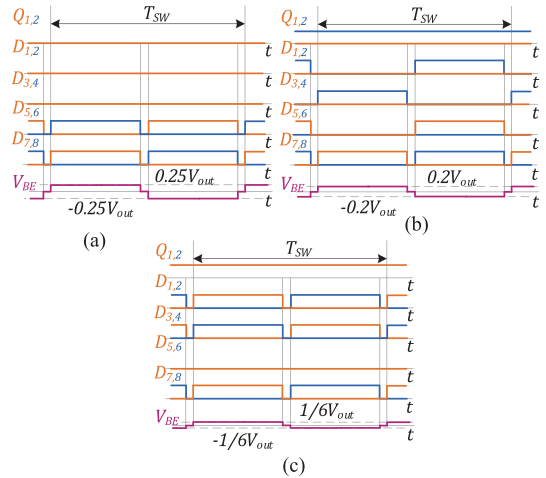 Q1,2 TSW
D1,2 t
D3,4 t
D5,6 t
D7,8 t
0.25Vout t
VBE
-0.25Vout t
(a)
Q1,2 TSW
D1,2 t
D3,4 t
D5,6 t
D7,8 t
0.2Vout t
VBE
-0.2Vout t
(b)
Q1,2 TSW
D1,2 t
D3,4 t
D5,6 t
D7,8 t
1/6Vout t
VBE
-1/6Vout t
(c)